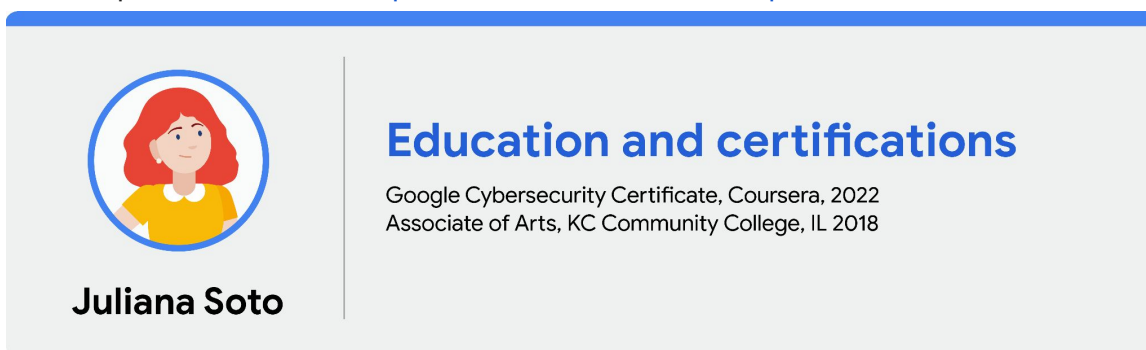 Education and certifications
Google Cybersecurity Certificate, Coursera, 2022
Associate of Arts, KC Community College, IL 2018
Juliana Soto